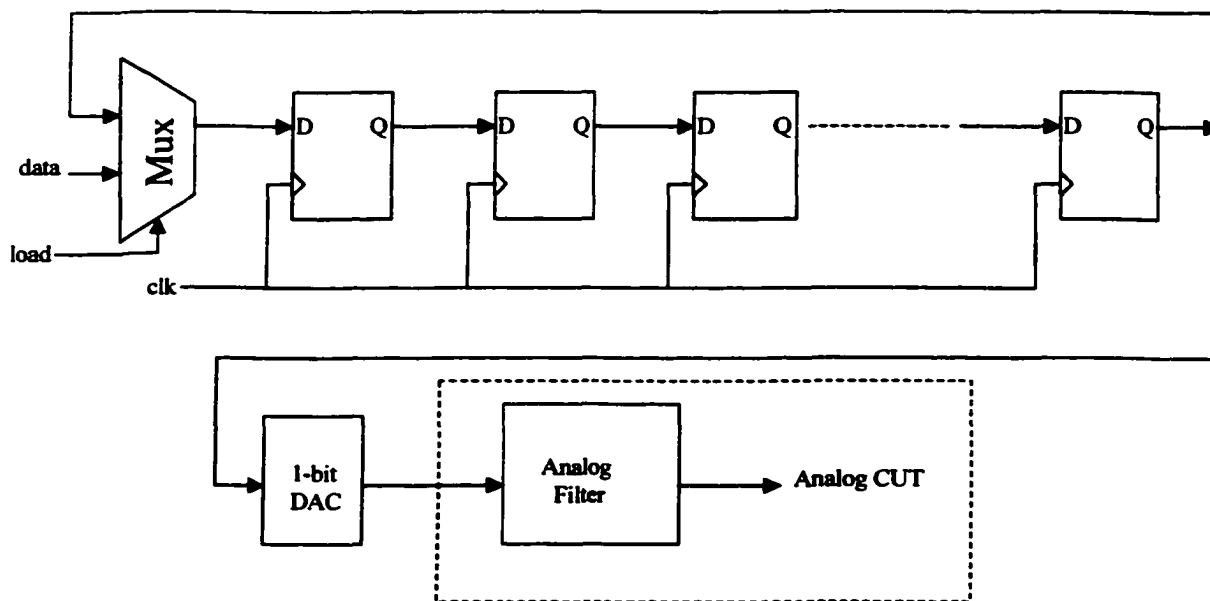 Mux
data
load
clk
D Q
D Q
D Q
D Q
1-bit
DAC
Analog
Filter
Analog CUT